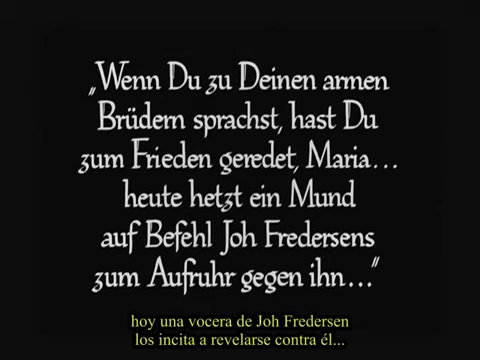 „Wenn Du zu Deinen armen
Brüdern sprachst, hast Du
zum Frieden geredet, Maria...
heute hetzt ein Mund
auf Befehl Joh Fredersens
zum Aufruhr gegen ihn..."
hoy una vocera de Joh Fredersen
los incita a revelarse contra él...